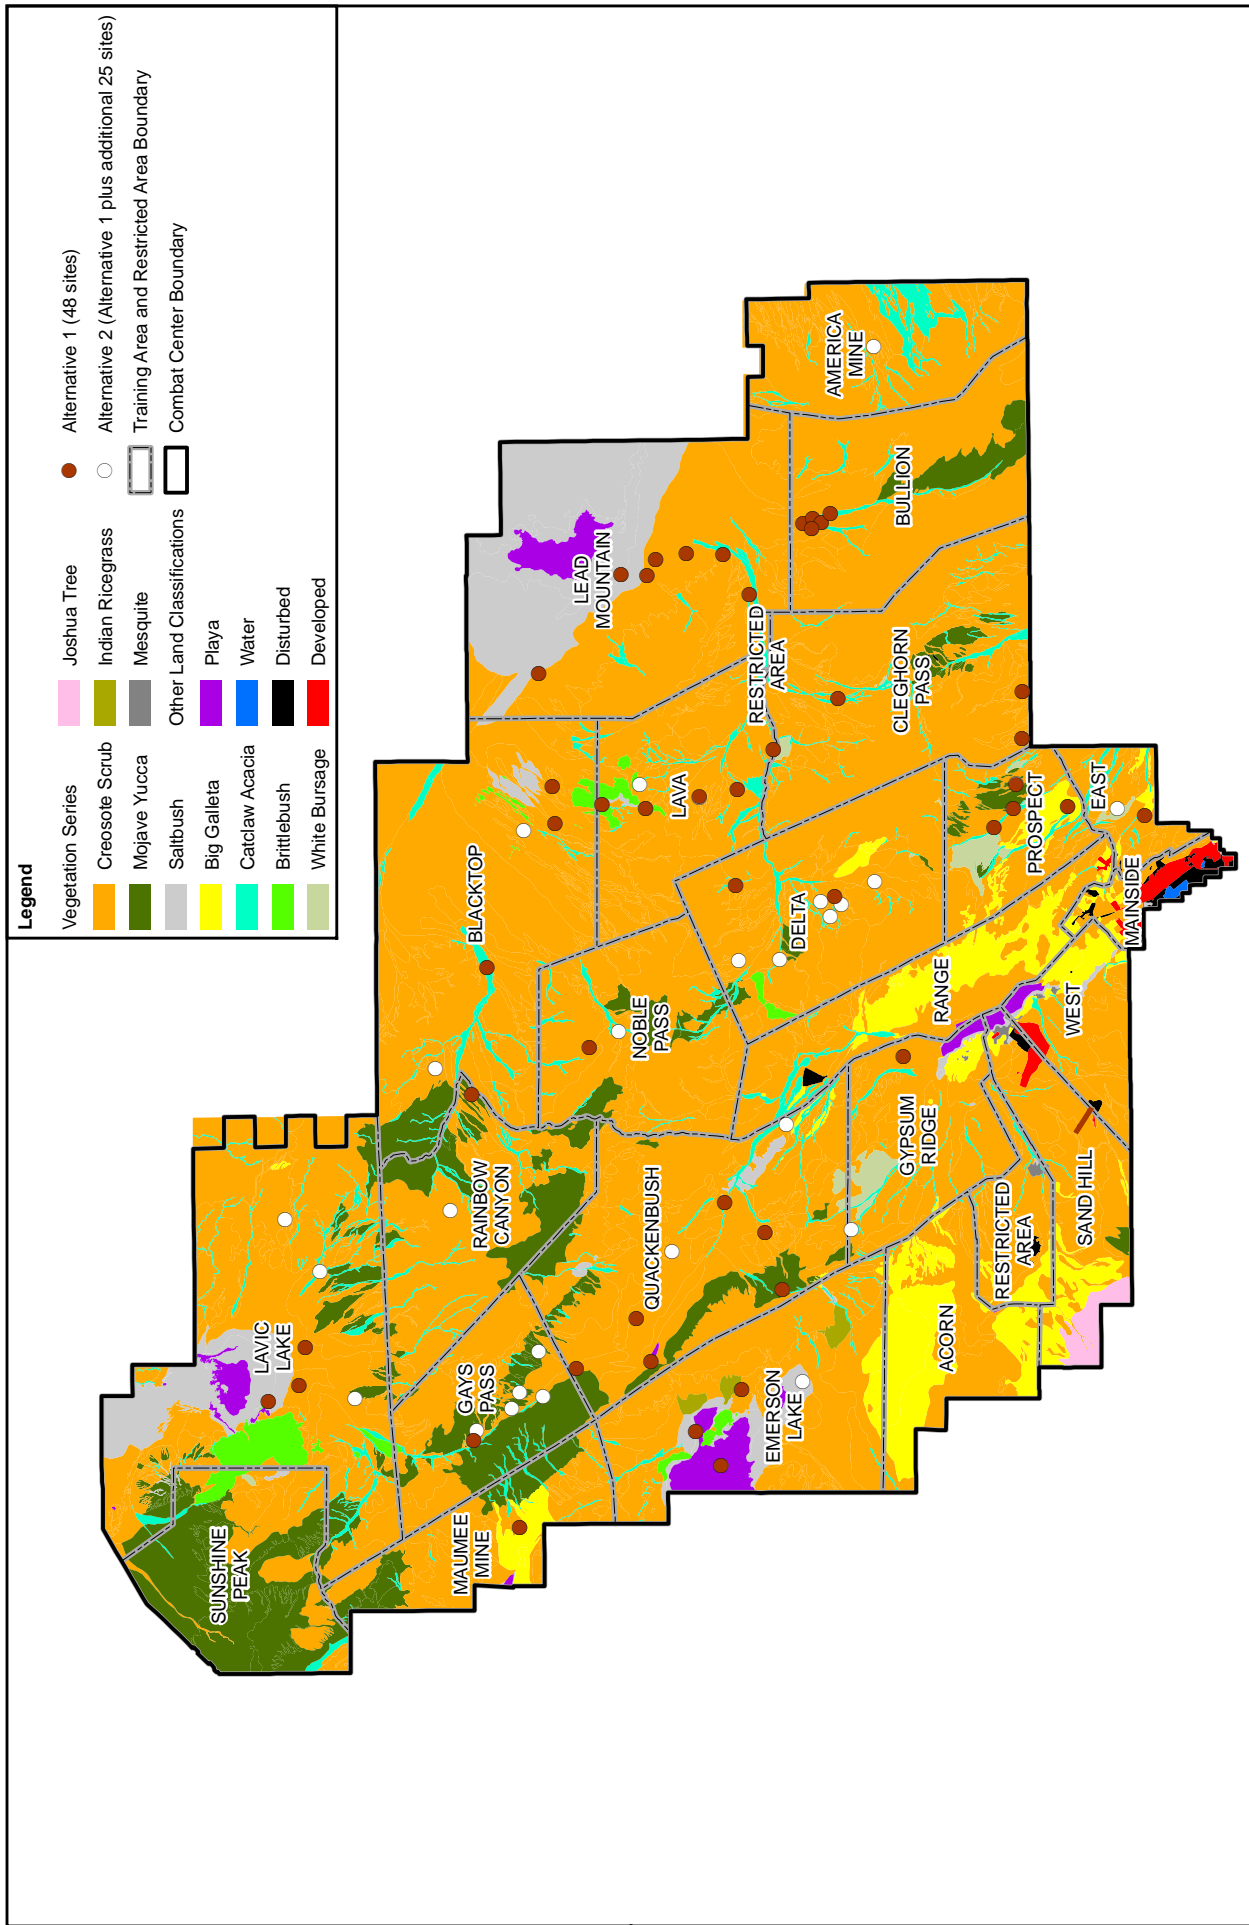 Legend
Vegetation Series
Creosote Scrub
Mojave Yucca
Saltbush
Big Galleta
Catclaw Acacia
Brittlebush
White Bursage
Joshua Tree
Indian Ricegrass
Mesquite
Other Land Classifications
Playa
Water
Disturbed
Developed
Alternative 1 (48 sites)
Alternative 2 (Alternative 1 plus additional 25 sites)
Training Area and Restricted Area Boundary
Combat Center Boundary
SUNSHINE
PEAK
LAVIC
LAKE
MAUMEE
MINE
GAYS
PASS
RAINBOW
CANYON
BLACKTOP
LEAD
MOUNTAIN
NOBLE
PASS
LAVA
QUACKENBUSH
EMERSON
LAKE
DELTA
RESTRICTED
AREA
AMERICA
MINE
BULLION
CLEGHORN
PASS
ACORN
GYPSUM
RIDGE
RANGE
RESTRICTED
AREA
PROSPECT
SAND HILL
WEST
EAST
MAINSIDE